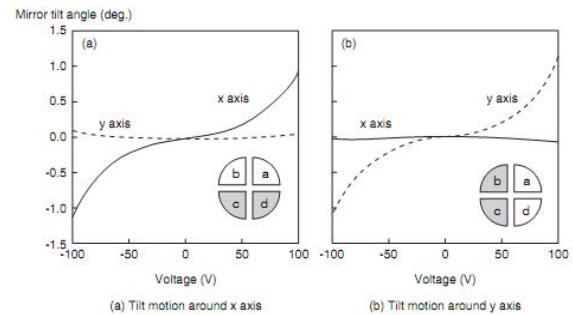 Mirror tilt angle (deg.)
1.5
1.0
0.5
0.0
-0.5
-1.0
-1.5
(a)
x axis
y axis
b a
c d
-100 -50 0 50 100
Voltage (V)
(a) Tilt motion around x axis
(b)
y axis
x axis
b a
c d
-100 -50 0 50 100
Voltage (V)
(b) Tilt motion around y axis